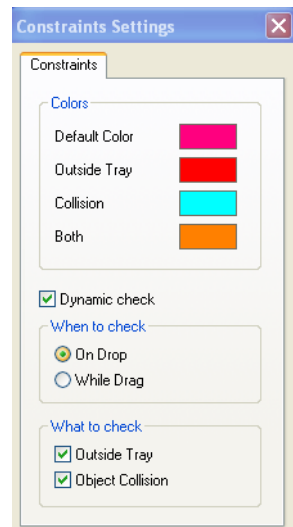 Constraints Settings
Constraints
Colors
Default Color
Outside Tray
Collision
Both
Dynamic check
When to check
On Drop
While Drag
What to check
Outside Tray
Object Collision